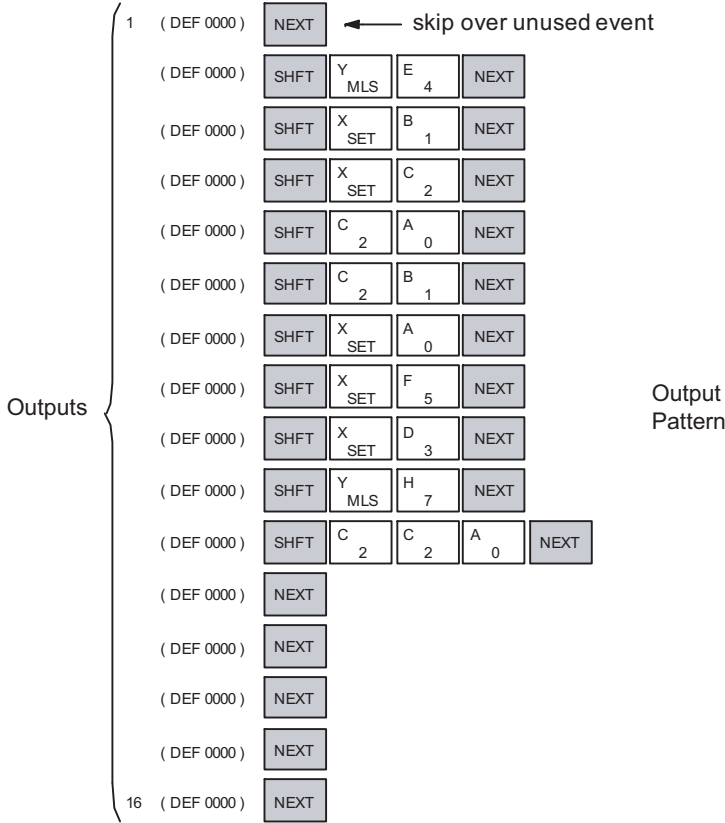 1 ( DEF 0000 ) NEXT skip over unused event
( DEF 0000 ) SHFT Y MLS E 4 NEXT
( DEF 0000 ) SHFT X SET B 1 NEXT
( DEF 0000 ) SHFT X SET C 2 NEXT
( DEF 0000 ) SHFT C 2 A 0 NEXT
( DEF 0000 ) SHFT C 2 B 1 NEXT
( DEF 0000 ) SHFT X SET A 0 NEXT
( DEF 0000 ) SHFT X SET F 5 NEXT
Outputs
Output
Pattern
( DEF 0000 ) SHFT X SET D 3 NEXT
( DEF 0000 ) SHFT Y MLS H 7 NEXT
( DEF 0000 ) SHFT C 2 C 2 A 0 NEXT
( DEF 0000 ) NEXT
( DEF 0000 ) NEXT
( DEF 0000 ) NEXT
( DEF 0000 ) NEXT
16 ( DEF 0000 ) NEXT